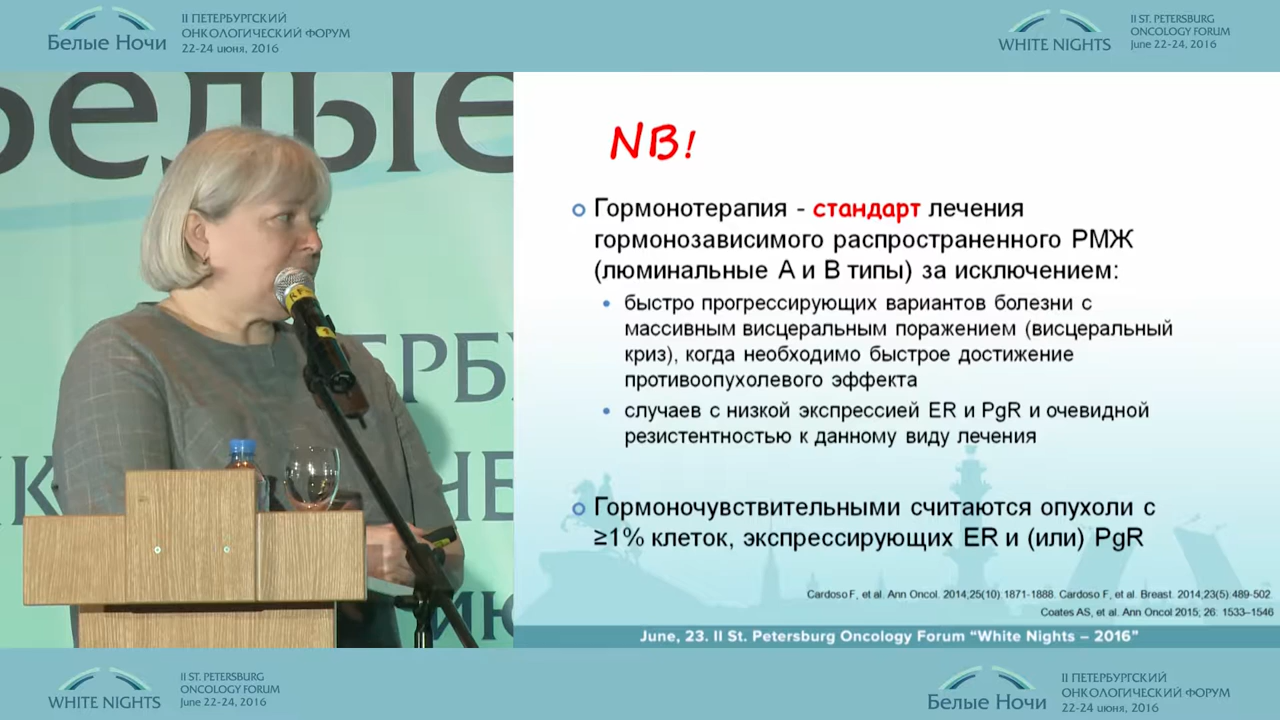 Белые Ночи
II ПЕТЕРБУРГСКИЙ
ОНКОЛОГИЧЕСКИЙ ФОРУМ
22-24 июня, 2016
WHITE NIGHTS
II ST. PETERSBURG
ONCOLOGY FORUM
June 22-24, 2016
Белые
ЕРБУ
ИК
ЧЕ
ИЮ
NB!
Гормонотерапия - стандарт лечения
гормонозависимого распространенного РМЖ
(люминальные А и В типы) за исключением:
быстро прогрессирующих вариантов болезни с
массивным висцеральным поражением (висцеральный
криз), когда необходимо быстрое достижение
противоопухолевого эффекта
случаев с низкой экспрессией ER и PgR и очевидной
резистентностью к данному виду лечения
Гормоночувствительными считаются опухоли с
≥1% клеток, экспрессирующих ER и (или) PgR
Cardoso F, et al. Ann Oncol. 2014;25(10):1871-1888. Cardoso F, et al. Breast. 2014;23(5):489-502.
Coates AS, et al. Ann Oncol 2015; 26: 1533–1546
June, 23. II St. Petersburg Oncology Forum “White Nights – 2016”
WHITE NIGHTS
II ST. PETERSBURG
ONCOLOGY FORUM
June 22-24, 2016
Белые Ночи
II ПЕТЕРБУРГСКИЙ
ОНКОЛОГИЧЕСКИЙ ФОРУМ
22-24 июня, 2016